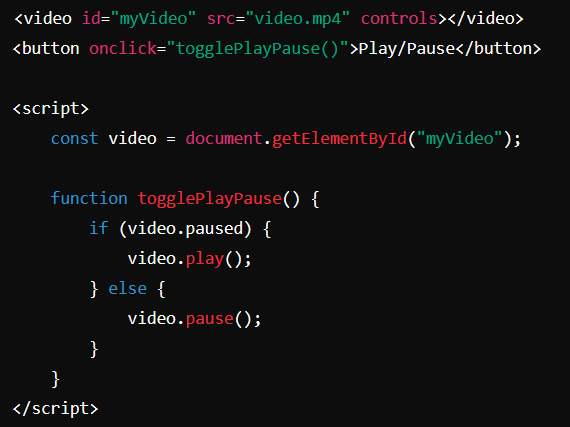 <video id="myVideo" src="video.mp4" controls></video>
<button onclick="togglePlayPause()">Play/Pause</button>

<script>
    const video = document.getElementById("myVideo");

    function togglePlayPause() {
        if (video.paused) {
            video.play();
        } else {
            video.pause();
        }
    }
</script>